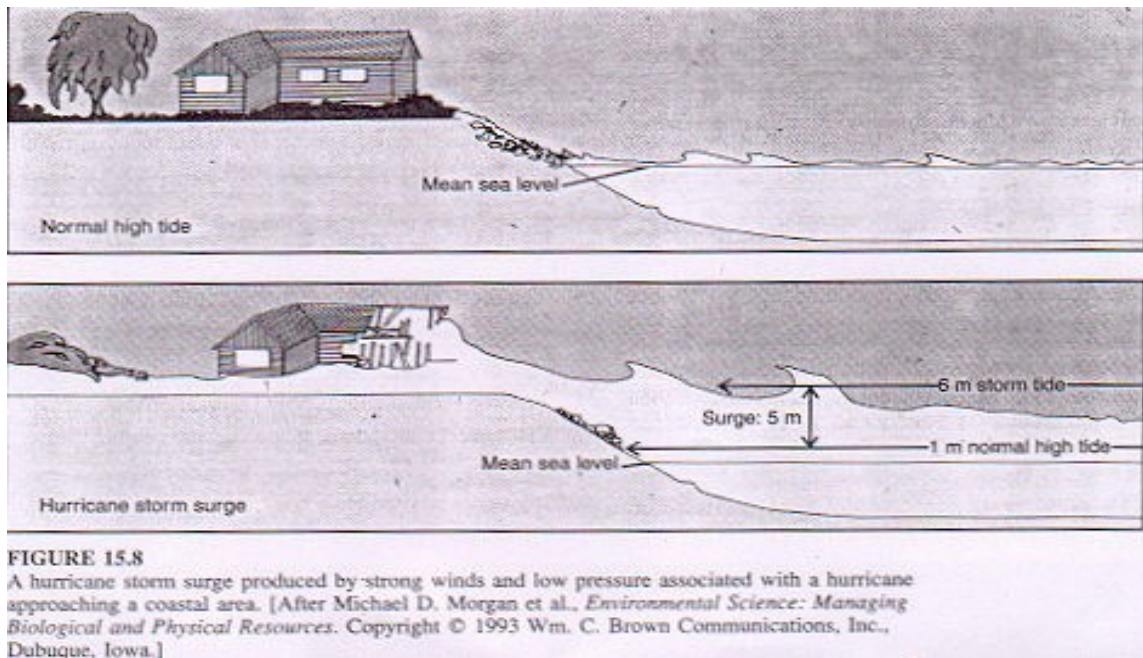 Mean sea level
Normal high tide
6 m storm tide
Surge: 5 m
1 m normal high tide
Mean sea level
Hurricane storm surge
FIGURE 15.8
A hurricane storm surge produced by strong winds and low pressure associated with a hurricane
approaching a coastal area. [After Michael D. Morgan et al., Environmental Science: Managing
Biological and Physical Resources. Copyright © 1993 Wm. C. Brown Communications, Inc.,
Dubuque, Iowa.]